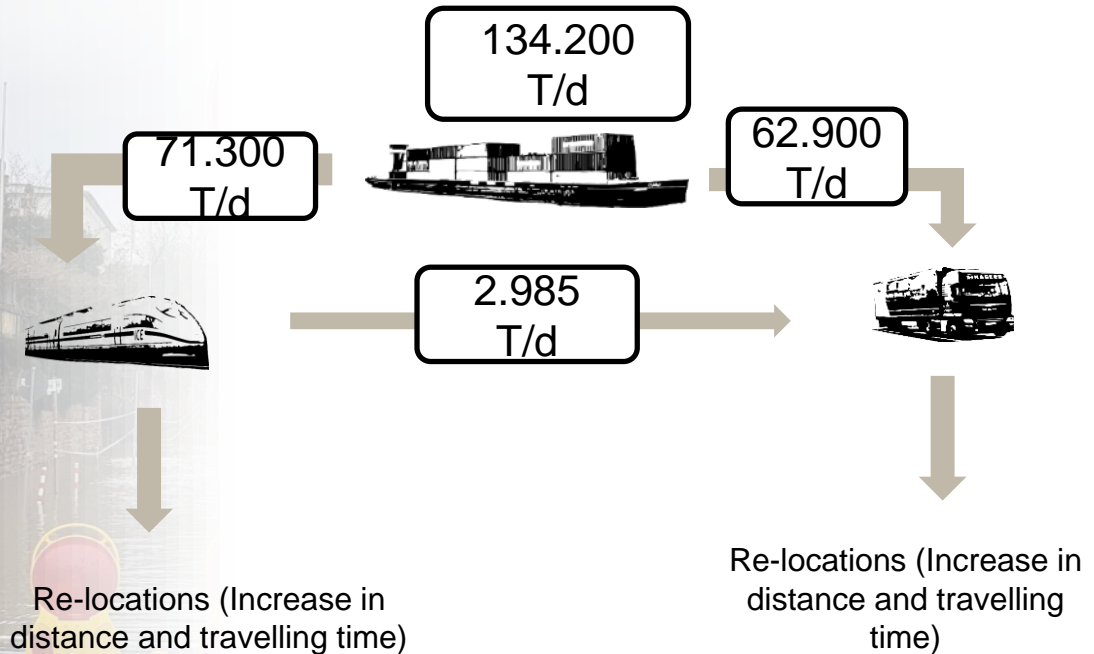 134.200
T/d
71.300
T/d
62.900
T/d
2.985
T/d
ICE
Re-locations (Increase in
distance and travelling time)
Re-locations (Increase in
distance and travelling
time)